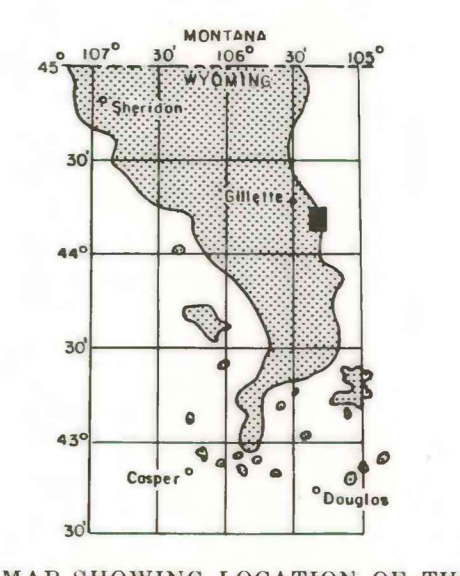 MONTANA
45° 107° 30' 106° 30' 105°
WYOMING
Sheridan
30'
Gillette
44°
30'
43°
Casper
Douglas
30'
MAP SHOWING LOCATION OF